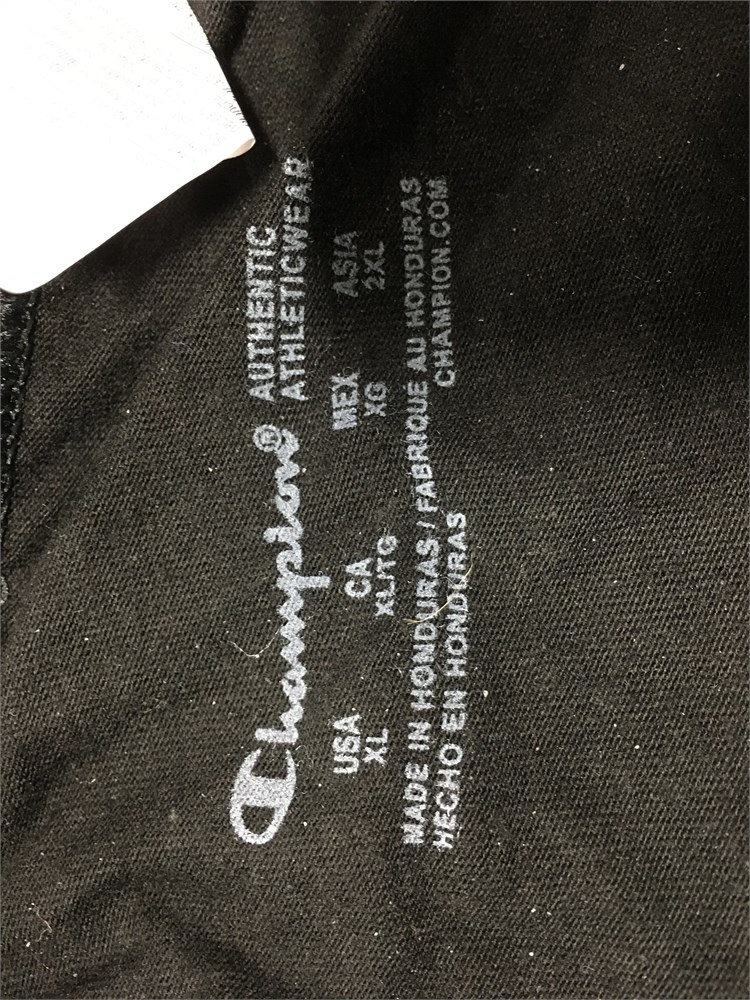 Champion® AUTHENTIC
ATHLETICWEAR
USA CA MEX ASIA
XL XL/TG XG 2XL
MADE IN HONDURAS / FABRIQUE AU HONDURAS
HECHO EN HONDURAS CHAMPION.COM